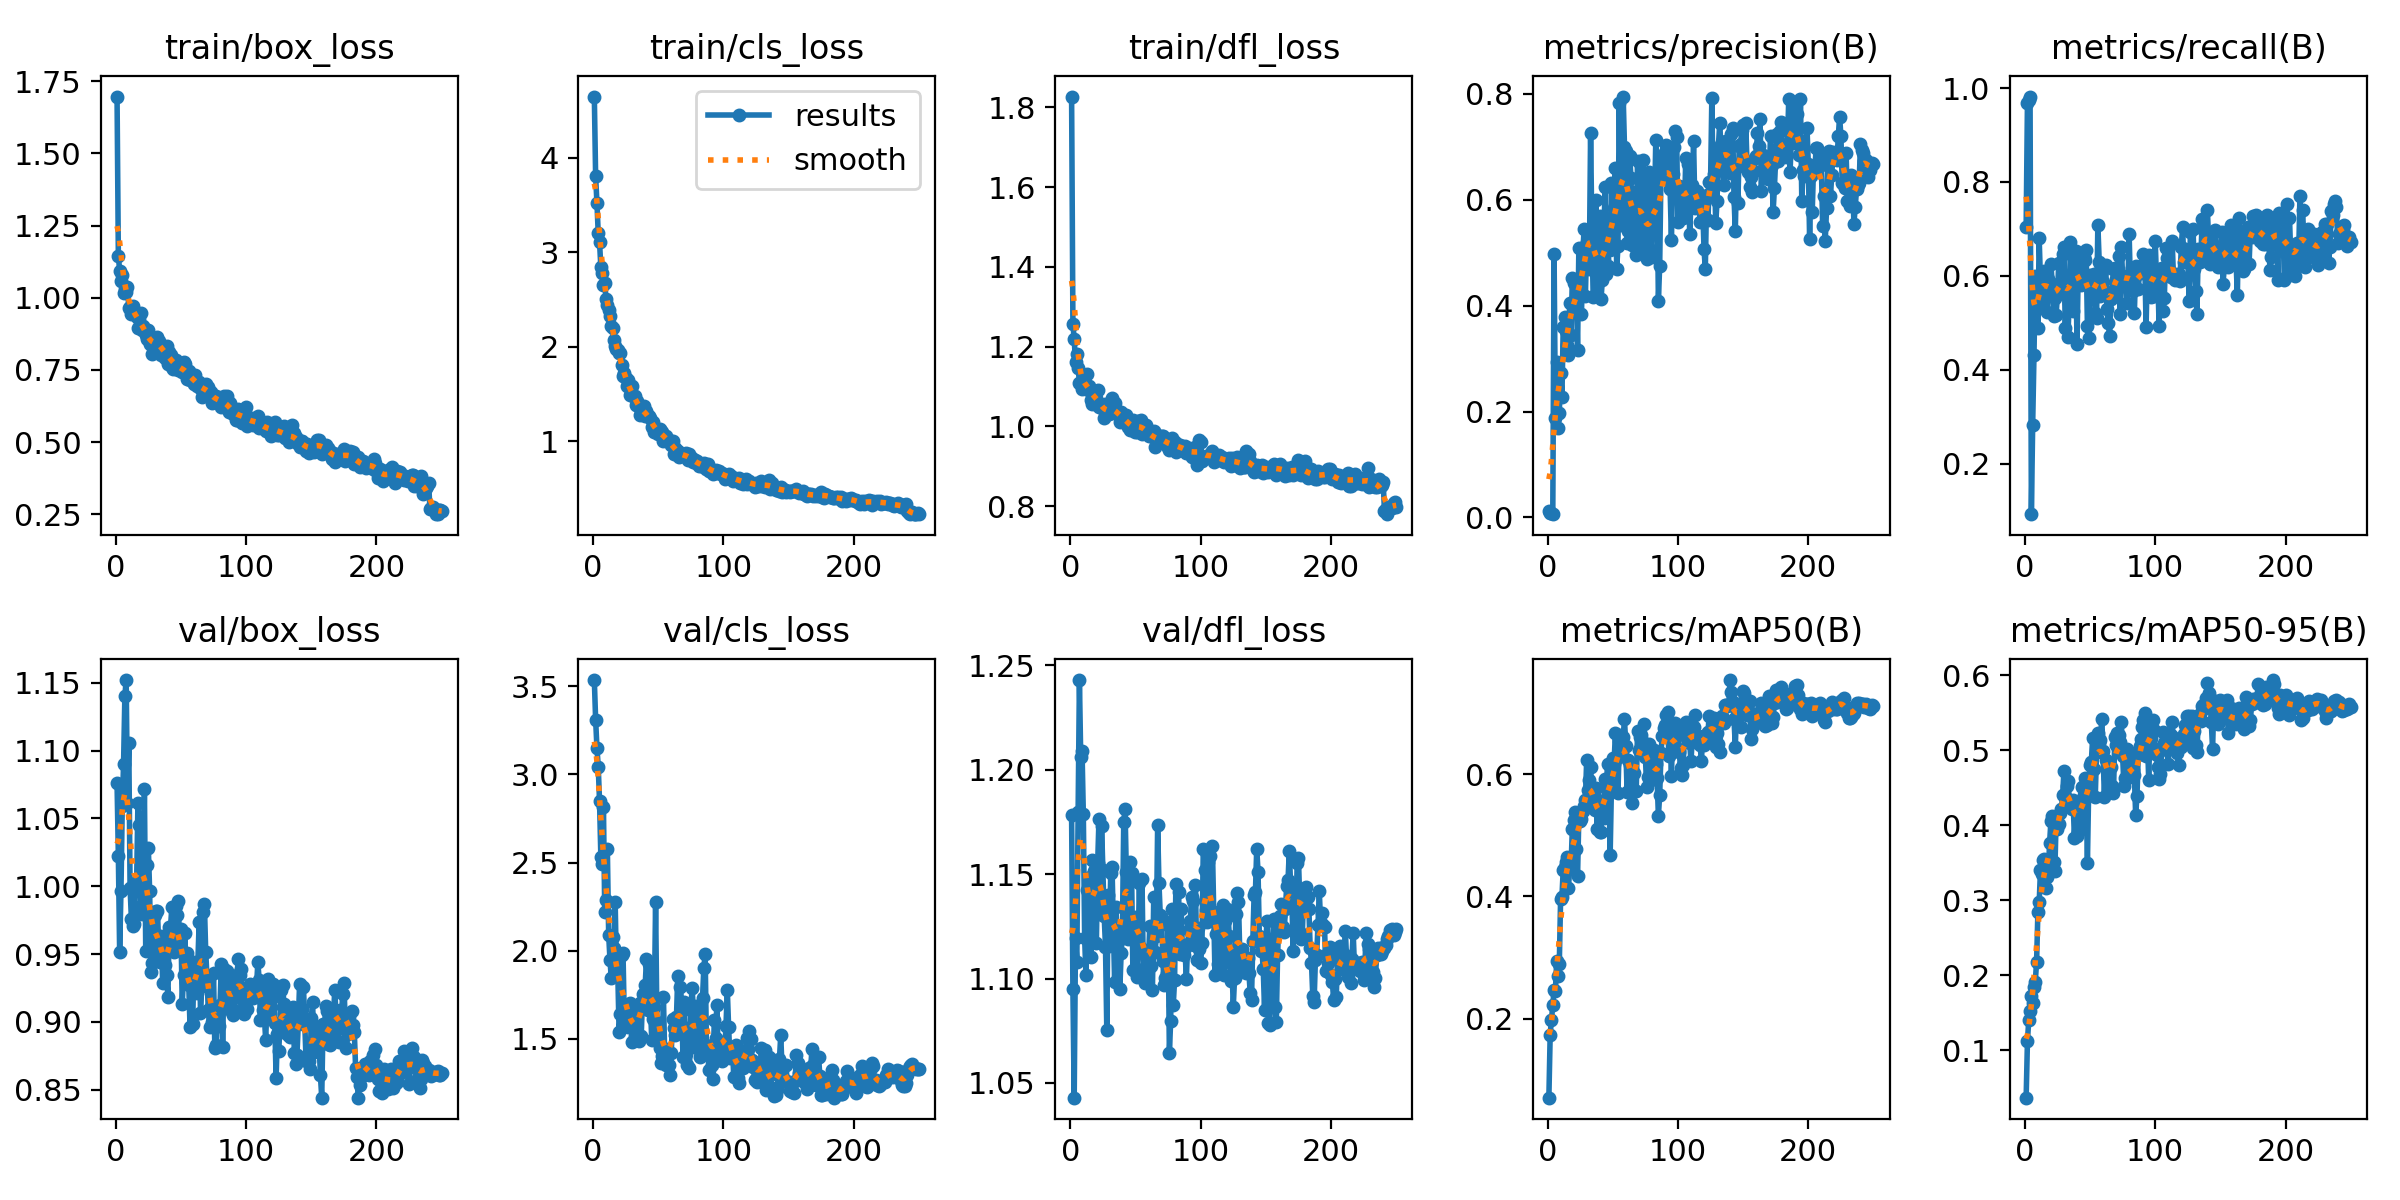 train/box_loss
1.75
1.50
1.25
1.00
0.75
0.50
0.25
0 100 200
train/cls_loss
results
smooth
4
3
2
1
0 100 200
train/dfl_loss
1.8
1.6
1.4
1.2
1.0
0.8
0 100 200
metrics/precision(B)
0.8
0.6
0.4
0.2
0.0
0 100 200
metrics/recall(B)
1.0
0.8
0.6
0.4
0.2
0 100 200
val/box_loss
1.15
1.10
1.05
1.00
0.95
0.90
0.85
0 100 200
val/cls_loss
3.5
3.0
2.5
2.0
1.5
0 100 200
val/dfl_loss
1.25
1.20
1.15
1.10
1.05
0 100 200
metrics/mAP50(B)
0.6
0.4
0.2
0 100 200
metrics/mAP50-95(B)
0.6
0.5
0.4
0.3
0.2
0.1
0 100 200